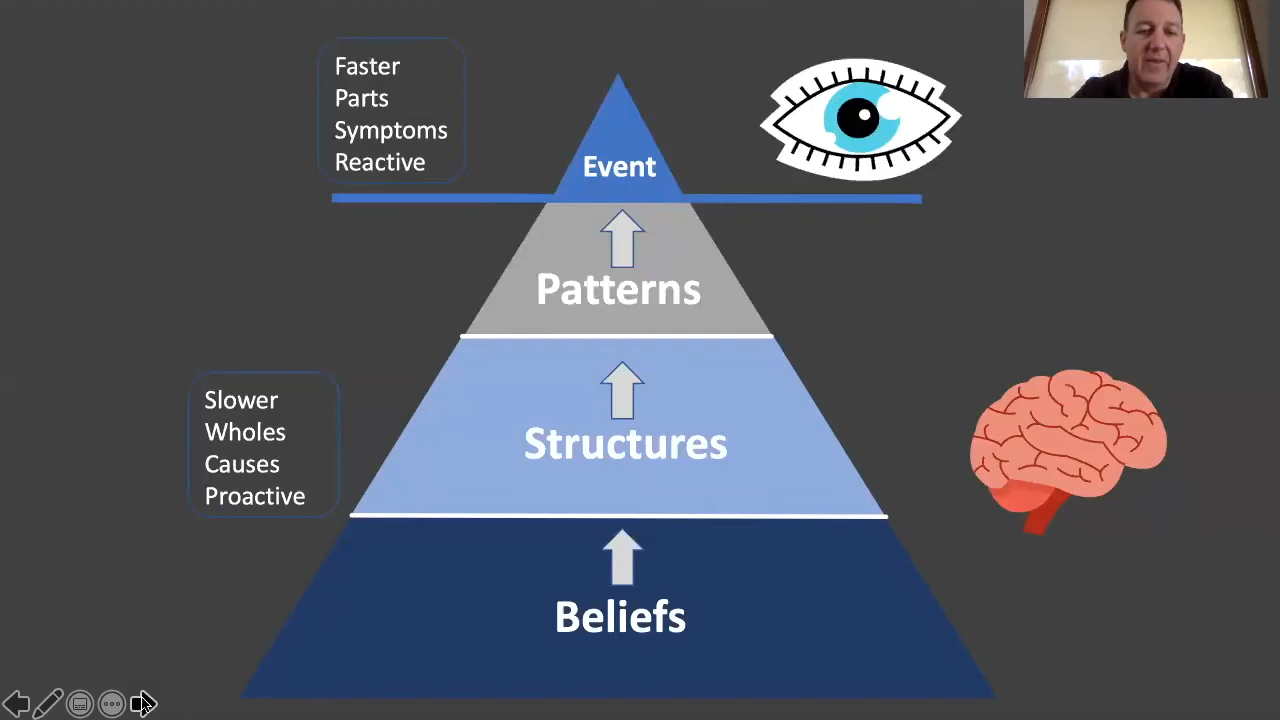 Faster
Parts
Symptoms
Reactive
Event
Patterns
Slower
Wholes
Causes
Proactive
Structures
Beliefs